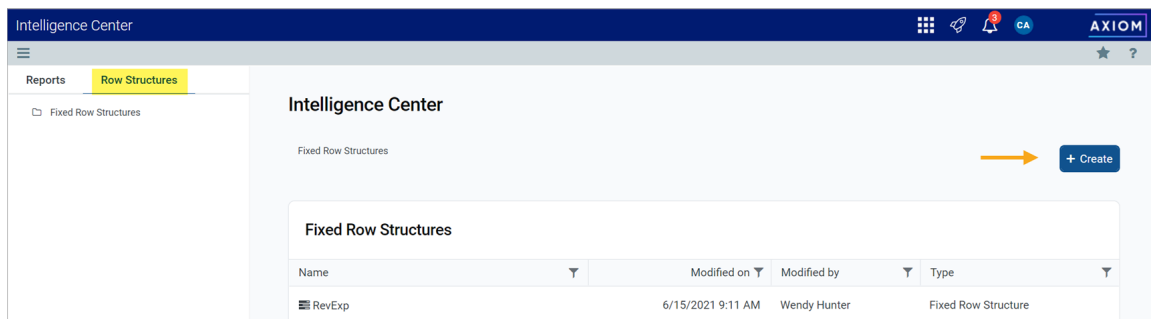 Intelligence Center
3
CA
AXIOM
?
Reports Row Structures
Fixed Row Structures
Intelligence Center
Fixed Row Structures
+ Create
Fixed Row Structures
Name Modified on Modified by Type
RevExp 6/15/2021 9:11 AM Wendy Hunter Fixed Row Structure